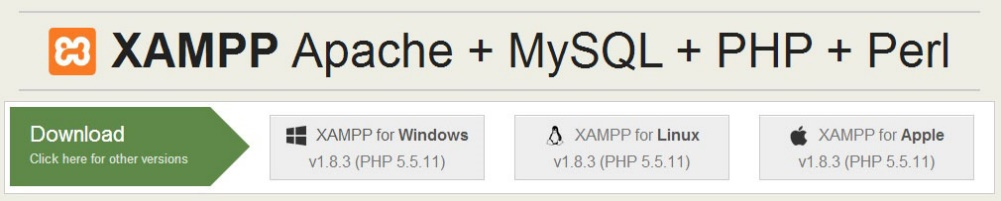 XAMPP Apache + MySQL + PHP + Perl
Download
Click here for other versions
XAMPP for Windows
v1.8.3 (PHP 5.5.11)
XAMPP for Linux
v1.8.3 (PHP 5.5.11)
XAMPP for Apple
v1.8.3 (PHP 5.5.11)